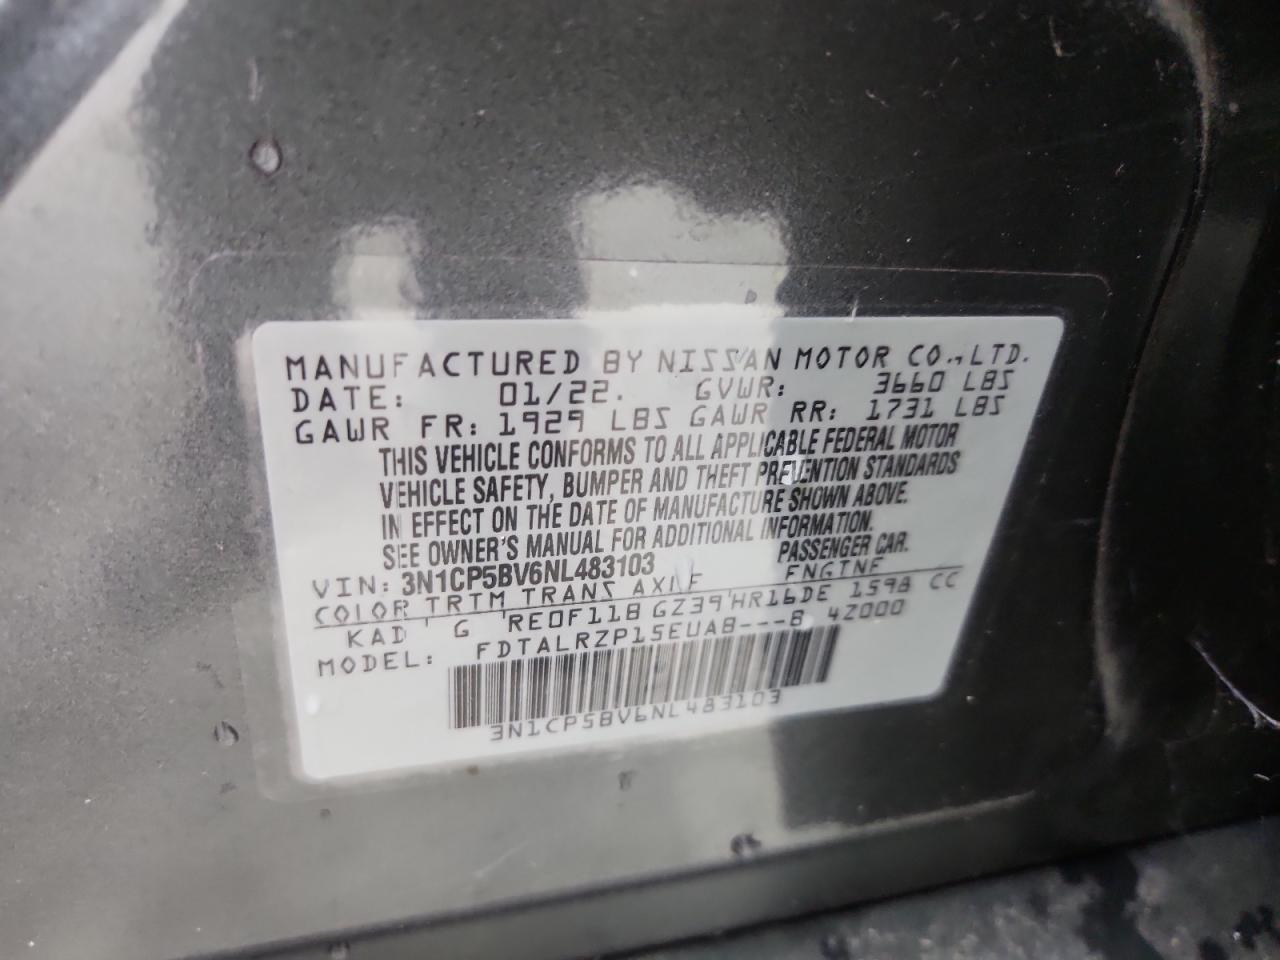 MANUFACTURED BY NISSAN MOTOR CO.,LTD.
DATE: 01/22. GVWR: 3660 LBS
GAWR FR: 1929 LBS GAWR RR: 1731 LBS
THIS VEHICLE CONFORMS TO ALL APPLICABLE FEDERAL MOTOR
VEHICLE SAFETY, BUMPER AND THEFT PREVENTION STANDARDS
IN EFFECT ON THE DATE OF MANUFACTURE SHOWN ABOVE.
SEE OWNER'S MANUAL FOR ADDITIONAL INFORMATION.
VIN: 3N1CP5BV6NL483103 PASSENGER CAR.
COLOR TRIM TRANS AXLE ENGINE
KAD G RE0F11B GZ39 HR16DE 1598 CC
MODEL: FDTALRZP15EUAB---B 4Z000
3N1CP5BV6NL483103